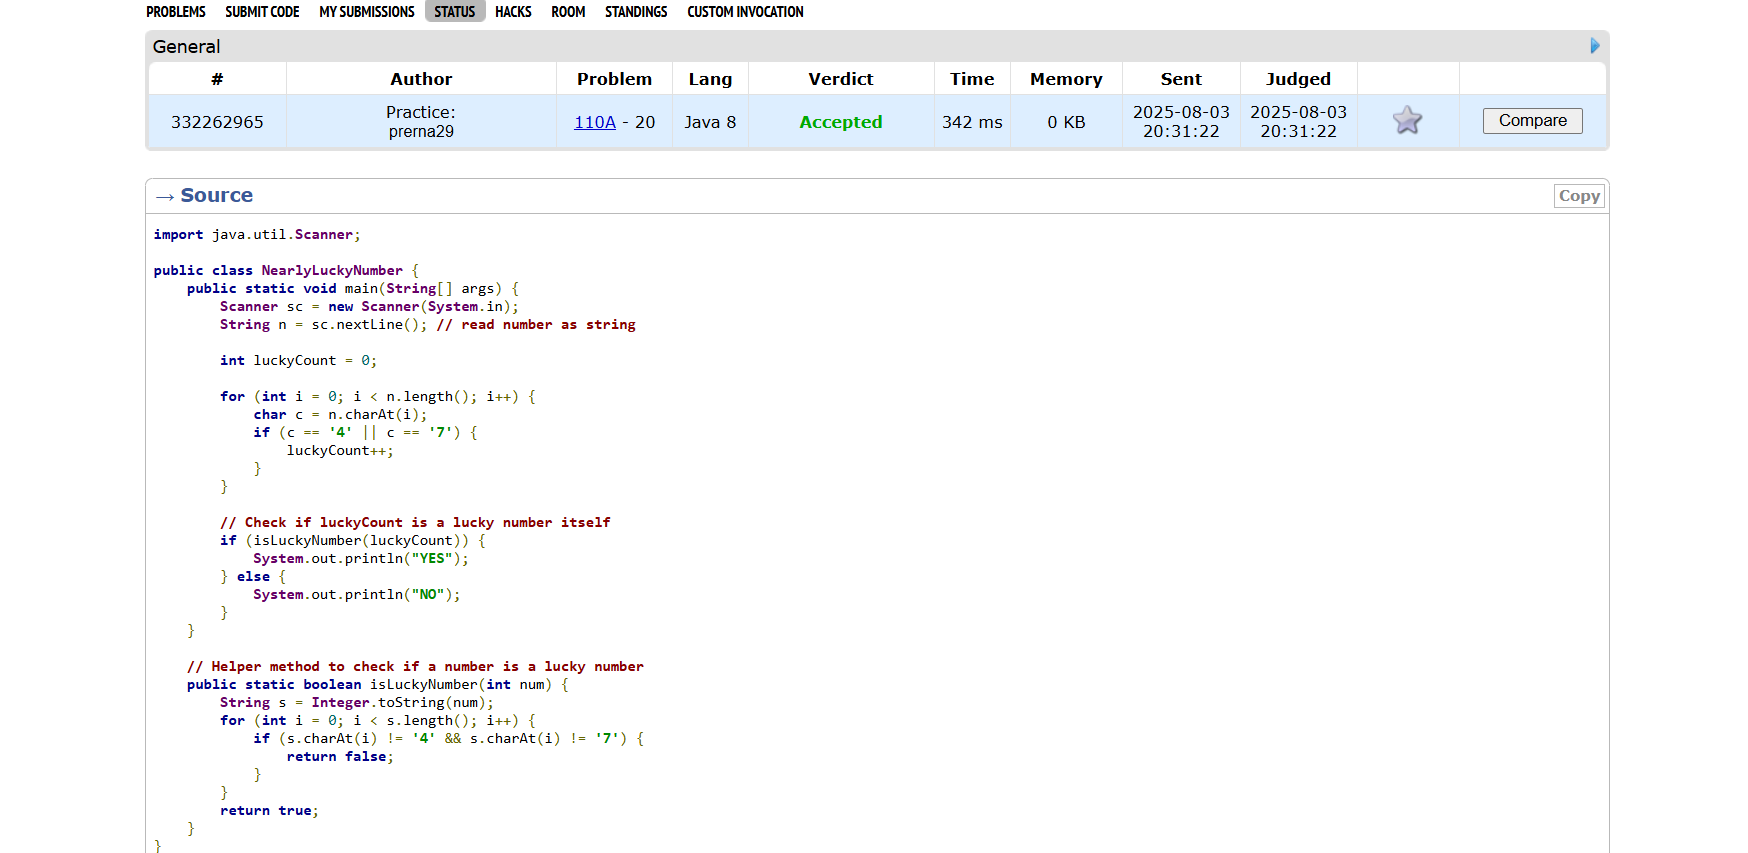 PROBLEMS SUBMIT CODE MY SUBMISSIONS STATUS HACKS ROOM STANDINGS CUSTOM INVOCATION
General
# Author Problem Lang Verdict Time Memory Sent Judged
332262965 Practice: prerna29 110A - 20 Java 8 Accepted 342 ms 0 KB 2025-08-03 20:31:22 2025-08-03 20:31:22 Compare
→ Source Copy
import java.util.Scanner;
public class NearlyLuckyNumber {
    public static void main(String[] args) {
        Scanner sc = new Scanner(System.in);
        String n = sc.nextLine(); // read number as string
        int luckyCount = 0;
        for (int i = 0; i < n.length(); i++) {
            char c = n.charAt(i);
            if (c == '4' || c == '7') {
                luckyCount++;
            }
        }
        // Check if luckyCount is a lucky number itself
        if (isLuckyNumber(luckyCount)) {
            System.out.println("YES");
        } else {
            System.out.println("NO");
        }
    }
    // Helper method to check if a number is a lucky number
    public static boolean isLuckyNumber(int num) {
        String s = Integer.toString(num);
        for (int i = 0; i < s.length(); i++) {
            if (s.charAt(i) != '4' && s.charAt(i) != '7') {
                return false;
            }
        }
        return true;
    }
}